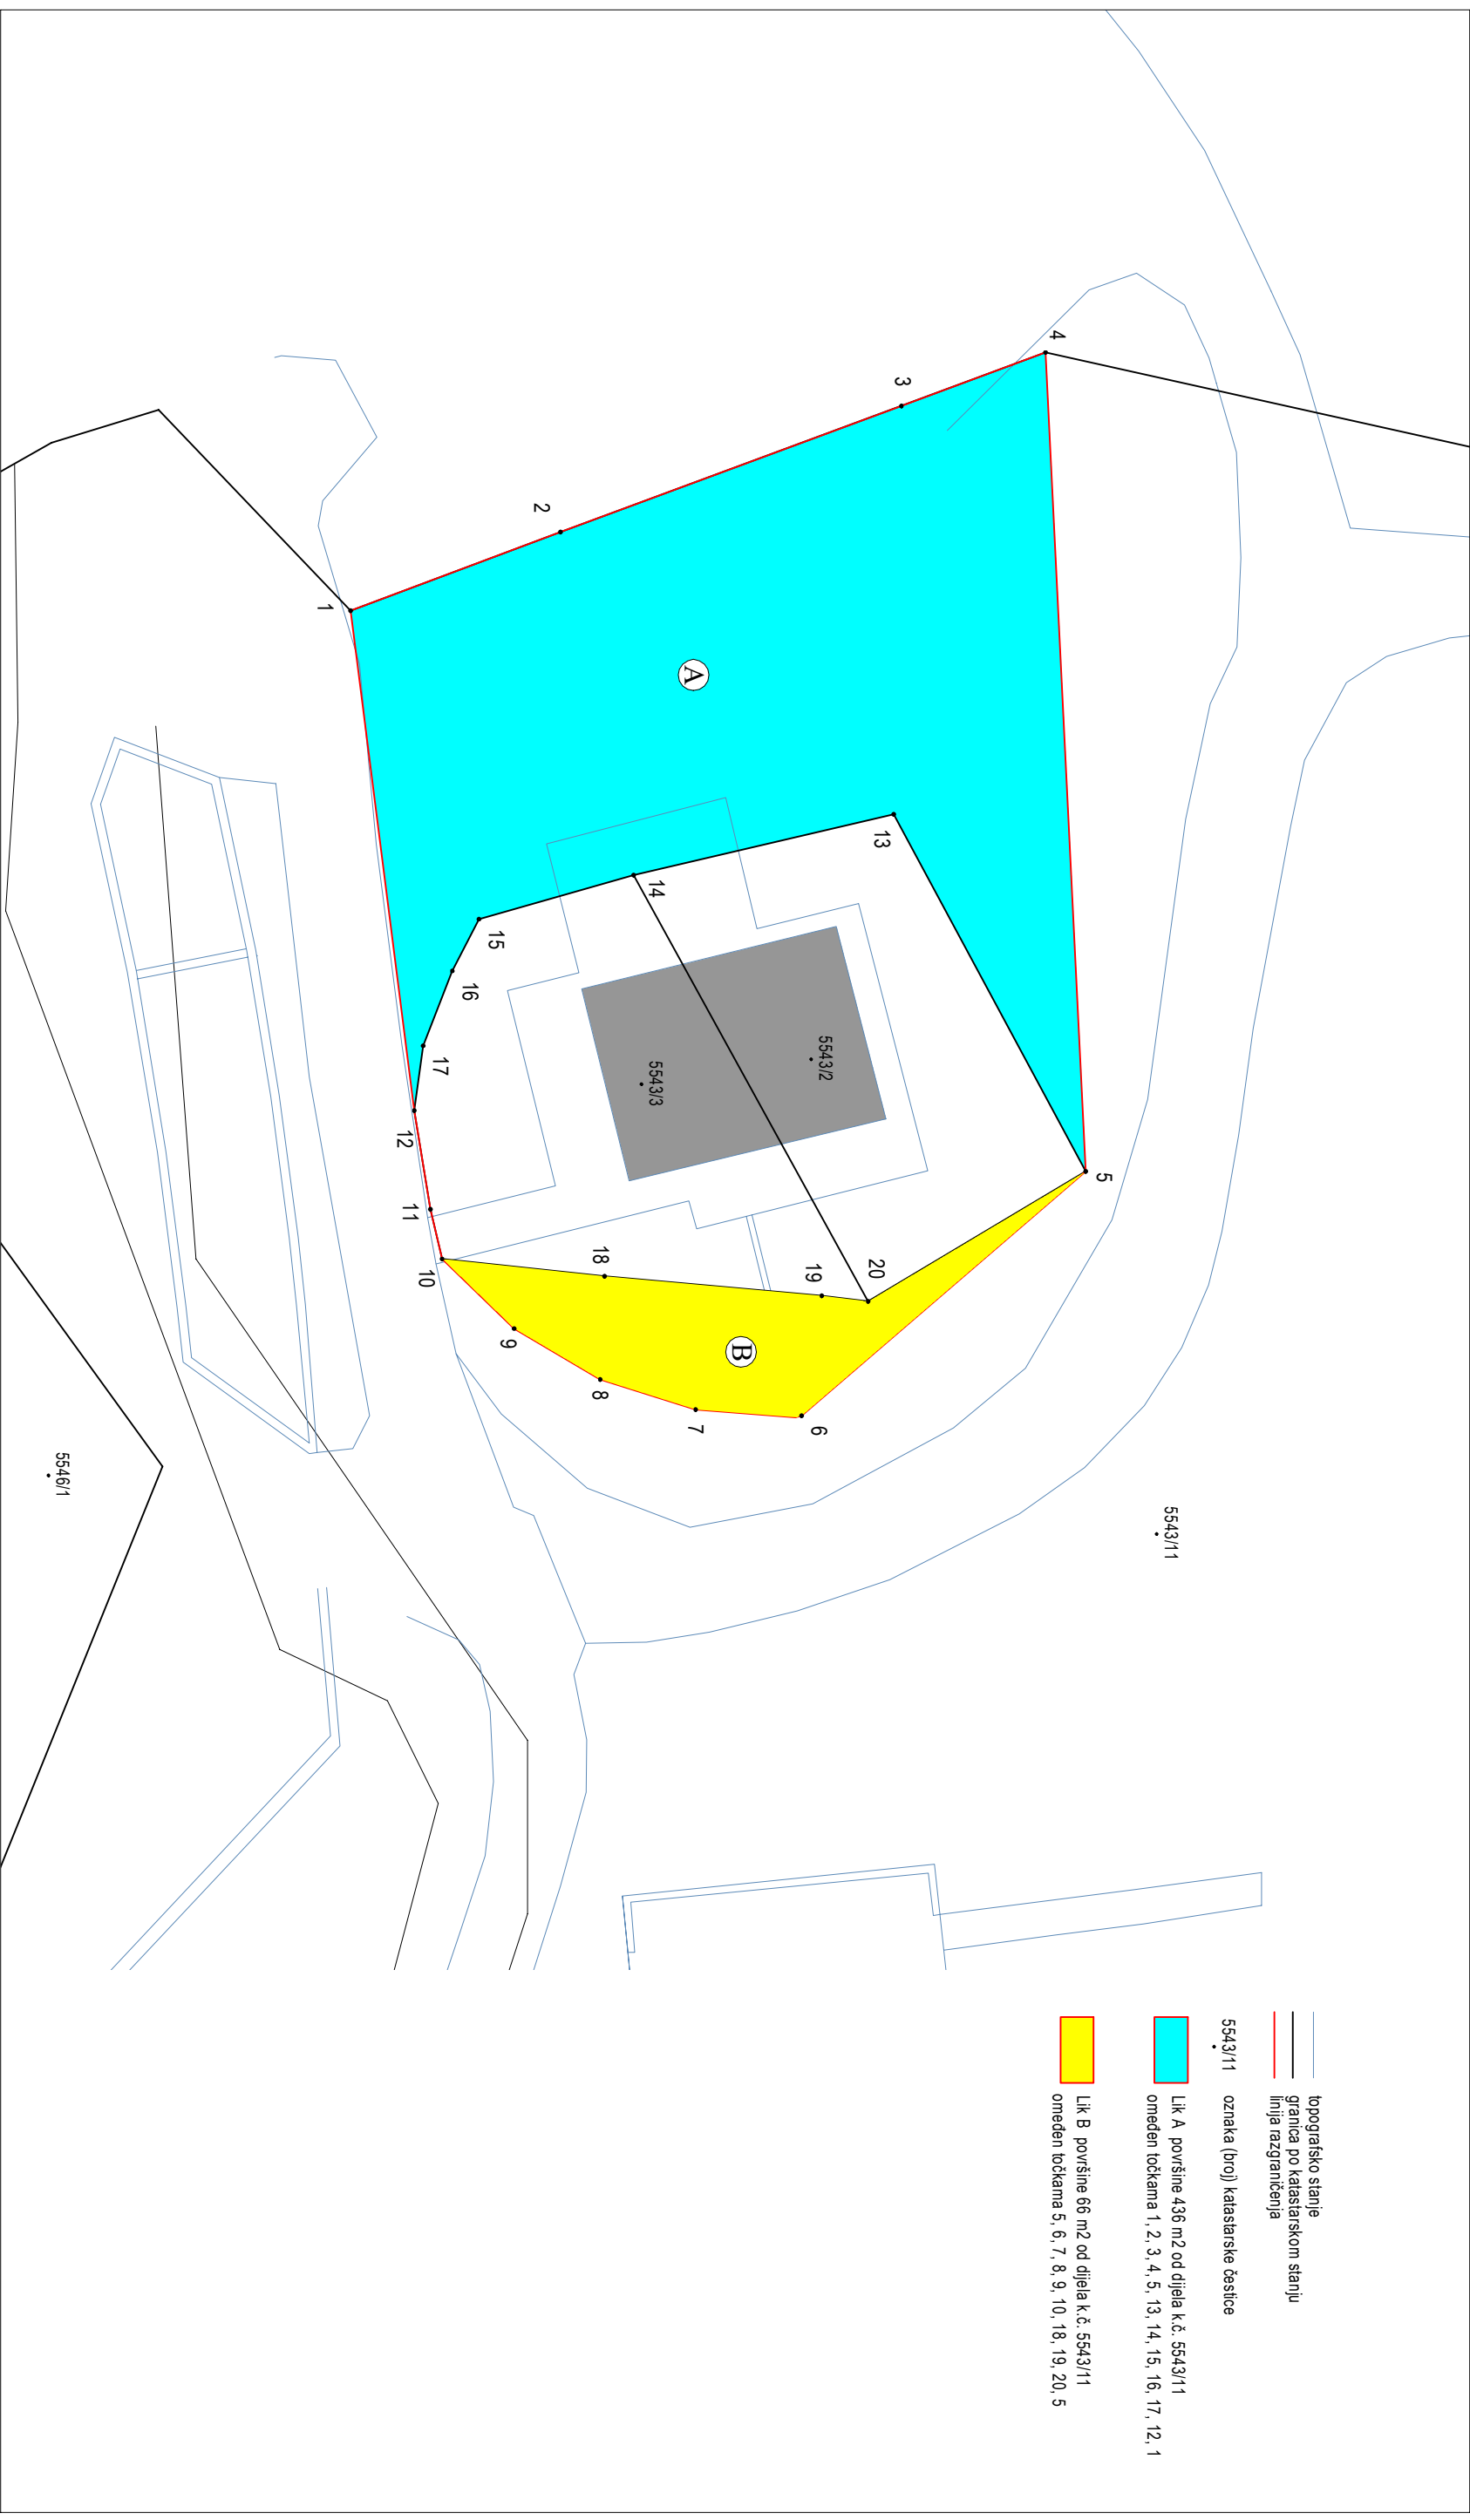 4
3
2
1
A
13
14
15
16
17
12
11
10
5
20
19
18
9
8
7
6
B
5543/2
5543/3
5543/11
5546/1
topografsko stanje
granica po katastarskom stanju
linija razgraničenja
5543/11 oznaka (broj) katastarske čestice
Lik A površine 436 m2 od dijela k.č. 5543/11
omeđen točkama 1, 2, 3, 4, 5, 13, 14, 15, 16, 17, 12, 1
Lik B površine 66 m2 od dijela k.č. 5543/11
omeđen točkama 5, 6, 7, 8, 9, 10, 18, 19, 20, 5